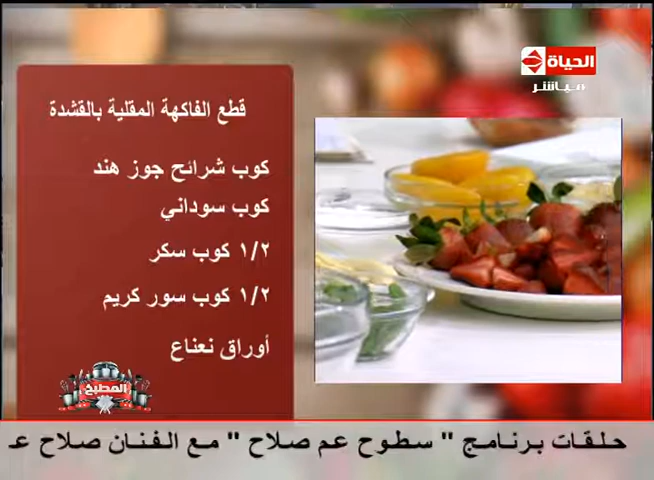 الحياة
مباشر
قطع الفاكهة المقلية بالقشدة
كوب شرائح جوز هند
كوب سوداني
١/٢ كوب سكر
١/٢ كوب سور كريم
أوراق نعناع
المطبخ
حلقات برنامج " سطوح عم صلاح " مع الفنان صلاح عـ